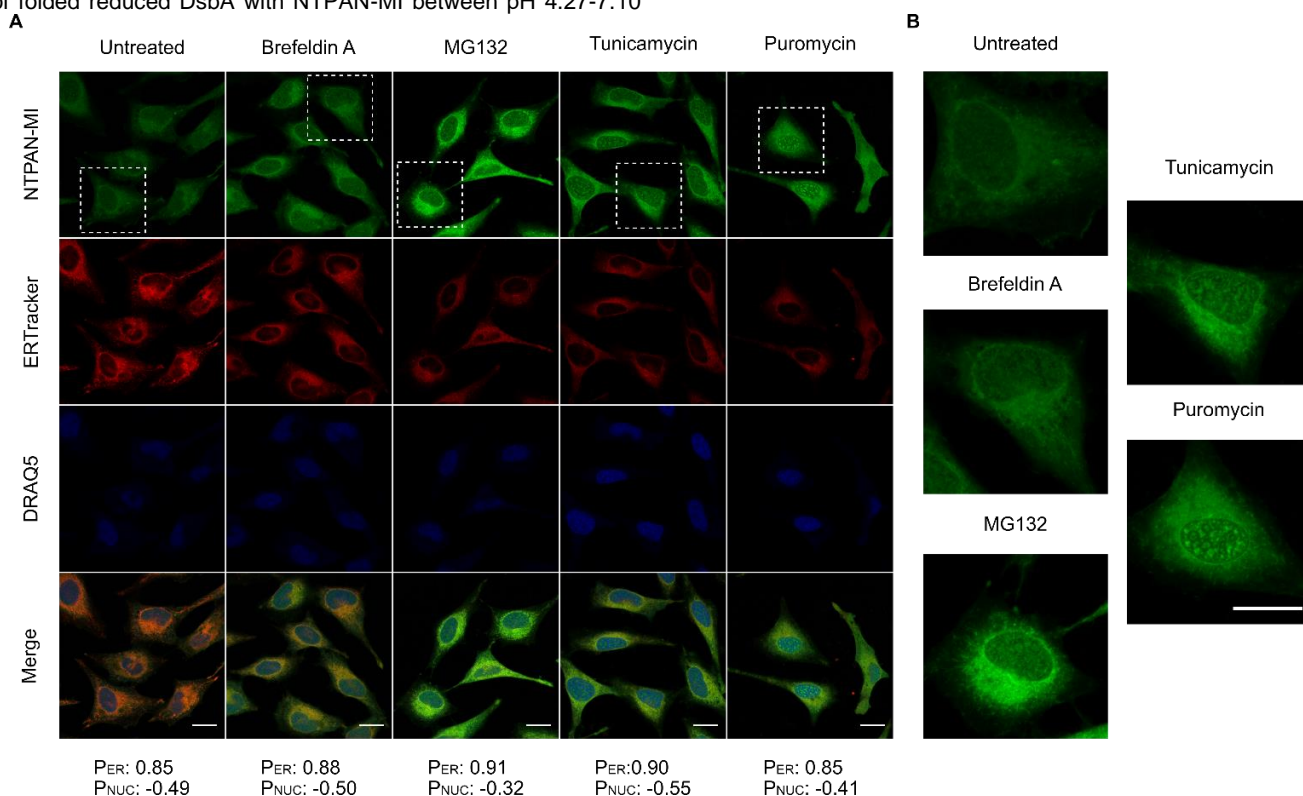 of folded reduced DsbA with NTPAN-MI between pH 4.27-7.10
A
B
Untreated
Brefeldin A
MG132
Tunicamycin
Puromycin
NTPAN-MI
ERTracker
DRAQ5
Merge
PER: 0.85
PNUC: -0.49
PER: 0.88
PNUC: -0.50
PER: 0.91
PNUC: -0.32
PER:0.90
PNUC: -0.55
PER: 0.85
PNUC: -0.41
Untreated
Brefeldin A
MG132
Tunicamycin
Puromycin